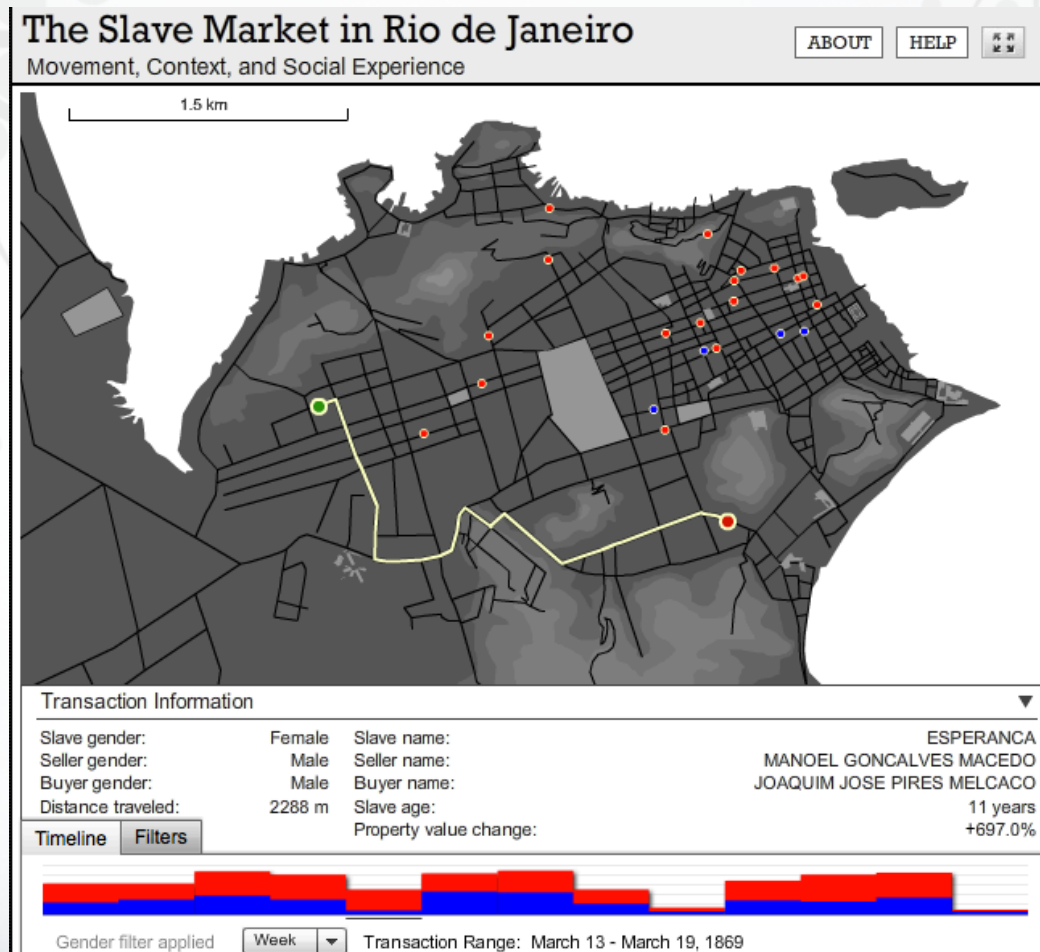 The Slave Market in Rio de Janeiro
Movement, Context, and Social Experience
ABOUT
HELP
1.5 km
Transaction Information
Slave gender: Female Slave name: ESPERANCA
Seller gender: Male Seller name: MANOEL GONCALVES MACEDO
Buyer gender: Male Buyer name: JOAQUIM JOSE PIRES MELCACO
Distance traveled: 2288 m Slave age: 11 years
Property value change: +697.0%
Timeline Filters
Gender filter applied Week Transaction Range: March 13 - March 19, 1869